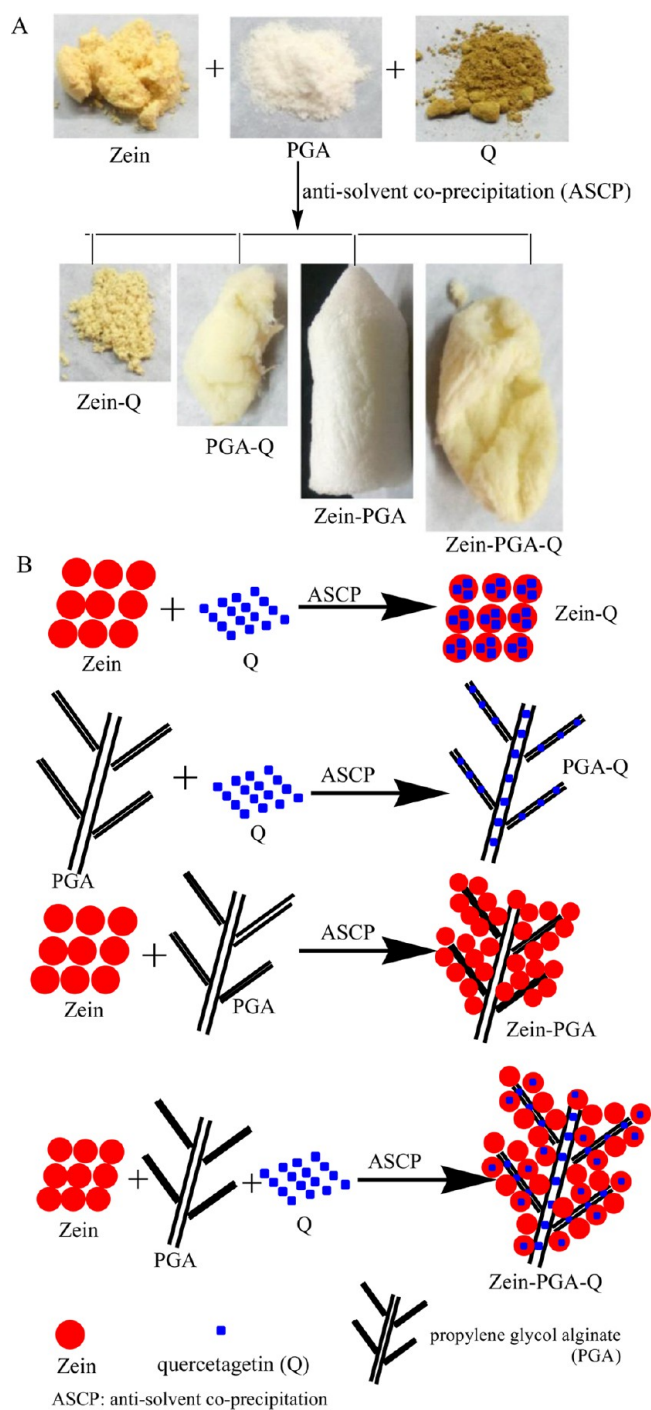 A
+ +
Zein PGA Q
anti-solvent co-precipitation (ASCP)
Zein-Q
PGA-Q
Zein-PGA
Zein-PGA-Q
B
+ ASCP
Zein-Q
Zein Q
+ ASCP
PGA-Q
PGA Q
+ ASCP
Zein PGA
Zein-PGA
+ + ASCP
Zein PGA Q
Zein-PGA-Q
Zein quercetagetin (Q) propylene glycol alginate
(PGA)
ASCP: anti-solvent co-precipitation